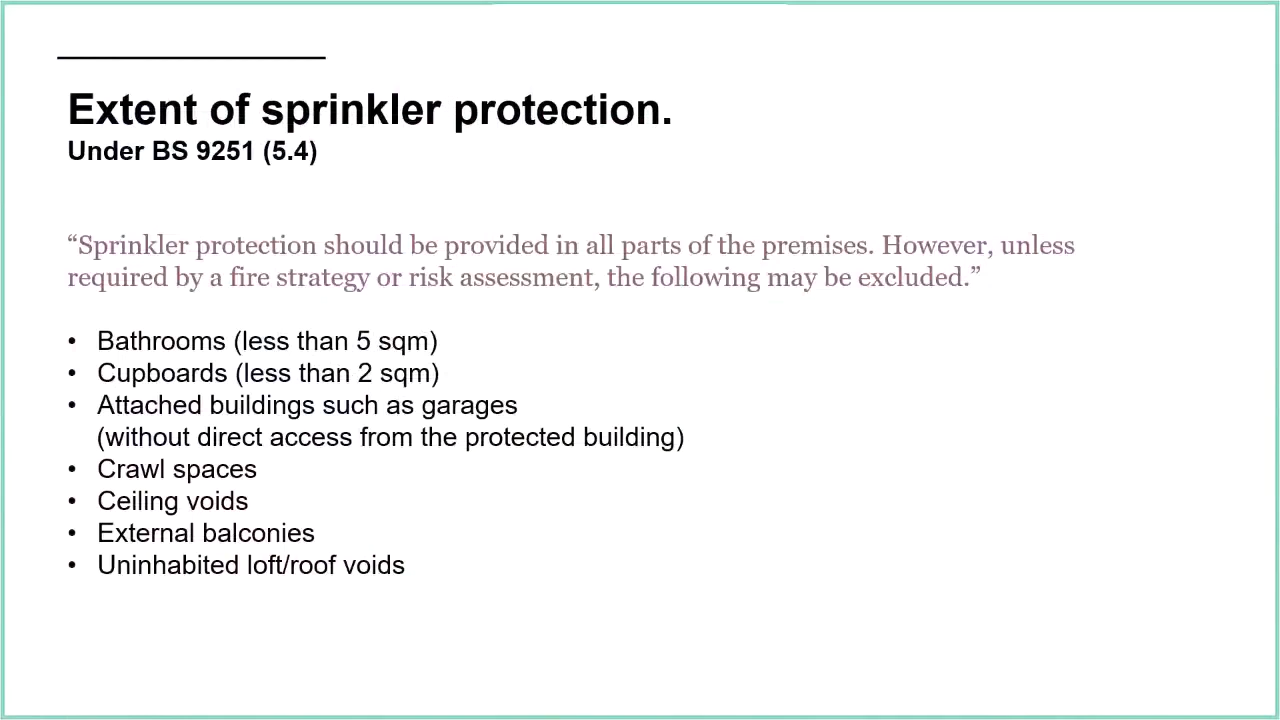 Extent of sprinkler protection.
Under BS 9251 (5.4)
“Sprinkler protection should be provided in all parts of the premises. However, unless
required by a fire strategy or risk assessment, the following may be excluded.”
• Bathrooms (less than 5 sqm)
• Cupboards (less than 2 sqm)
• Attached buildings such as garages
(without direct access from the protected building)
• Crawl spaces
• Ceiling voids
• External balconies
• Uninhabited loft/roof voids